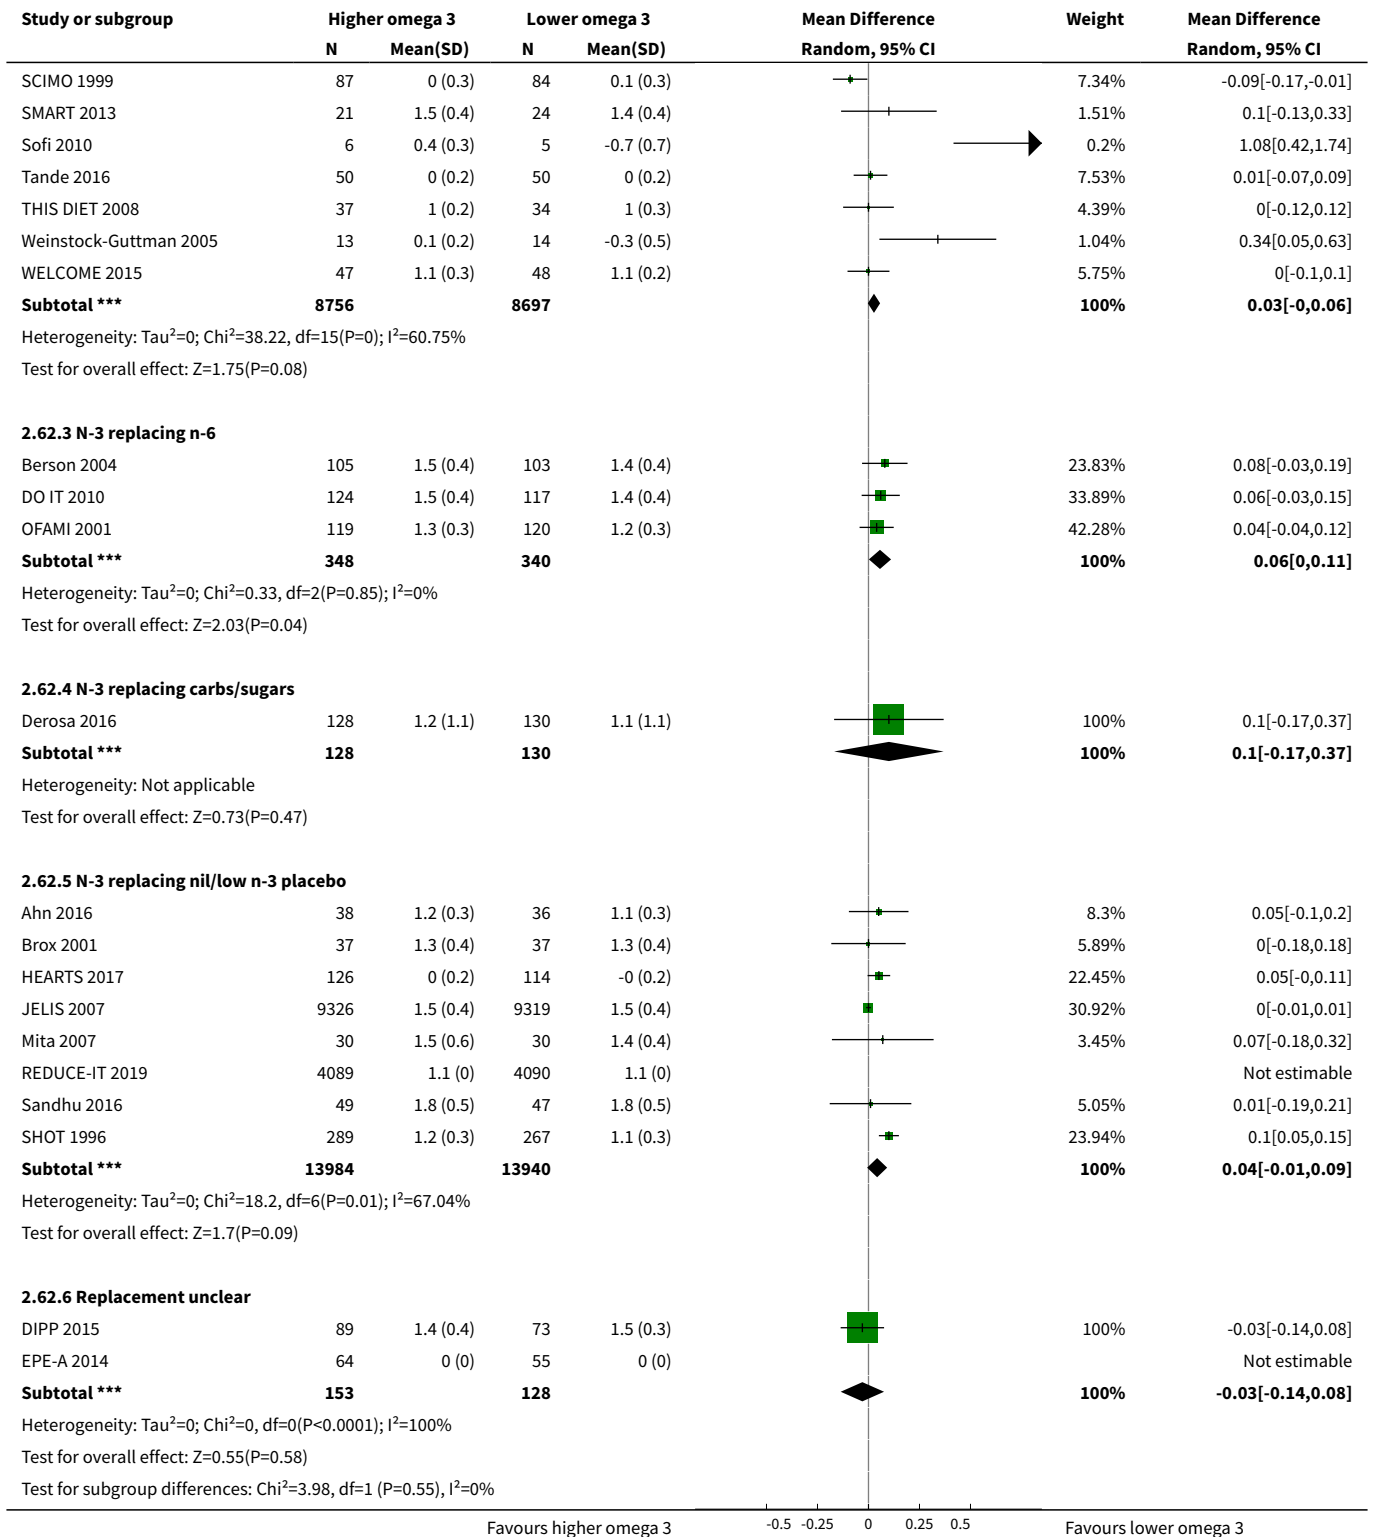 Study or subgroup Higher omega 3 Lower omega 3 Mean Difference Weight Mean Difference
N Mean(SD) N Mean(SD) Random, 95% CI Random, 95% CI
SCIMO 1999 87 0 (0.3) 84 0.1 (0.3) 7.34% -0.09[-0.17,-0.01]
SMART 2013 21 1.5 (0.4) 24 1.4 (0.4) 1.51% 0.1[-0.13,0.33]
Sofi 2010 6 0.4 (0.3) 5 -0.7 (0.7) 0.2% 1.08[0.42,1.74]
Tande 2016 50 0 (0.2) 50 0 (0.2) 7.53% 0.01[-0.07,0.09]
THIS DIET 2008 37 1 (0.2) 34 1 (0.3) 4.39% 0[-0.12,0.12]
Weinstock-Guttman 2005 13 0.1 (0.2) 14 -0.3 (0.5) 1.04% 0.34[0.05,0.63]
WELCOME 2015 47 1.1 (0.3) 48 1.1 (0.2) 5.75% 0[-0.1,0.1]
Subtotal *** 8756 8697 100% 0.03[-0,0.06]
Heterogeneity: Tau²=0; Chi²=38.22, df=15(P=0); I²=60.75%
Test for overall effect: Z=1.75(P=0.08)
2.62.3 N-3 replacing n-6
Berson 2004 105 1.5 (0.4) 103 1.4 (0.4) 23.83% 0.08[-0.03,0.19]
DO IT 2010 124 1.5 (0.4) 117 1.4 (0.4) 33.89% 0.06[-0.03,0.15]
OFAMI 2001 119 1.3 (0.3) 120 1.2 (0.3) 42.28% 0.04[-0.04,0.12]
Subtotal *** 348 340 100% 0.06[0,0.11]
Heterogeneity: Tau²=0; Chi²=0.33, df=2(P=0.85); I²=0%
Test for overall effect: Z=2.03(P=0.04)
2.62.4 N-3 replacing carbs/sugars
Derosa 2016 128 1.2 (1.1) 130 1.1 (1.1) 100% 0.1[-0.17,0.37]
Subtotal *** 128 130 100% 0.1[-0.17,0.37]
Heterogeneity: Not applicable
Test for overall effect: Z=0.73(P=0.47)
2.62.5 N-3 replacing nil/low n-3 placebo
Ahn 2016 38 1.2 (0.3) 36 1.1 (0.3) 8.3% 0.05[-0.1,0.2]
Brox 2001 37 1.3 (0.4) 37 1.3 (0.4) 5.89% 0[-0.18,0.18]
HEARTS 2017 126 0 (0.2) 114 -0 (0.2) 22.45% 0.05[-0,0.11]
JELIS 2007 9326 1.5 (0.4) 9319 1.5 (0.4) 30.92% 0[-0.01,0.01]
Mita 2007 30 1.5 (0.6) 30 1.4 (0.4) 3.45% 0.07[-0.18,0.32]
REDUCE-IT 2019 4089 1.1 (0) 4090 1.1 (0) Not estimable
Sandhu 2016 49 1.8 (0.5) 47 1.8 (0.5) 5.05% 0.01[-0.19,0.21]
SHOT 1996 289 1.2 (0.3) 267 1.1 (0.3) 23.94% 0.1[0.05,0.15]
Subtotal *** 13984 13940 100% 0.04[-0.01,0.09]
Heterogeneity: Tau²=0; Chi²=18.2, df=6(P=0.01); I²=67.04%
Test for overall effect: Z=1.7(P=0.09)
2.62.6 Replacement unclear
DIPP 2015 89 1.4 (0.4) 73 1.5 (0.3) 100% -0.03[-0.14,0.08]
EPE-A 2014 64 0 (0) 55 0 (0) Not estimable
Subtotal *** 153 128 100% -0.03[-0.14,0.08]
Heterogeneity: Tau²=0; Chi²=0, df=0(P<0.0001); I²=100%
Test for overall effect: Z=0.55(P=0.58)
Test for subgroup differences: Chi²=3.98, df=1 (P=0.55), I²=0%
Favours higher omega 3 -0.5 -0.25 0 0.25 0.5 Favours lower omega 3